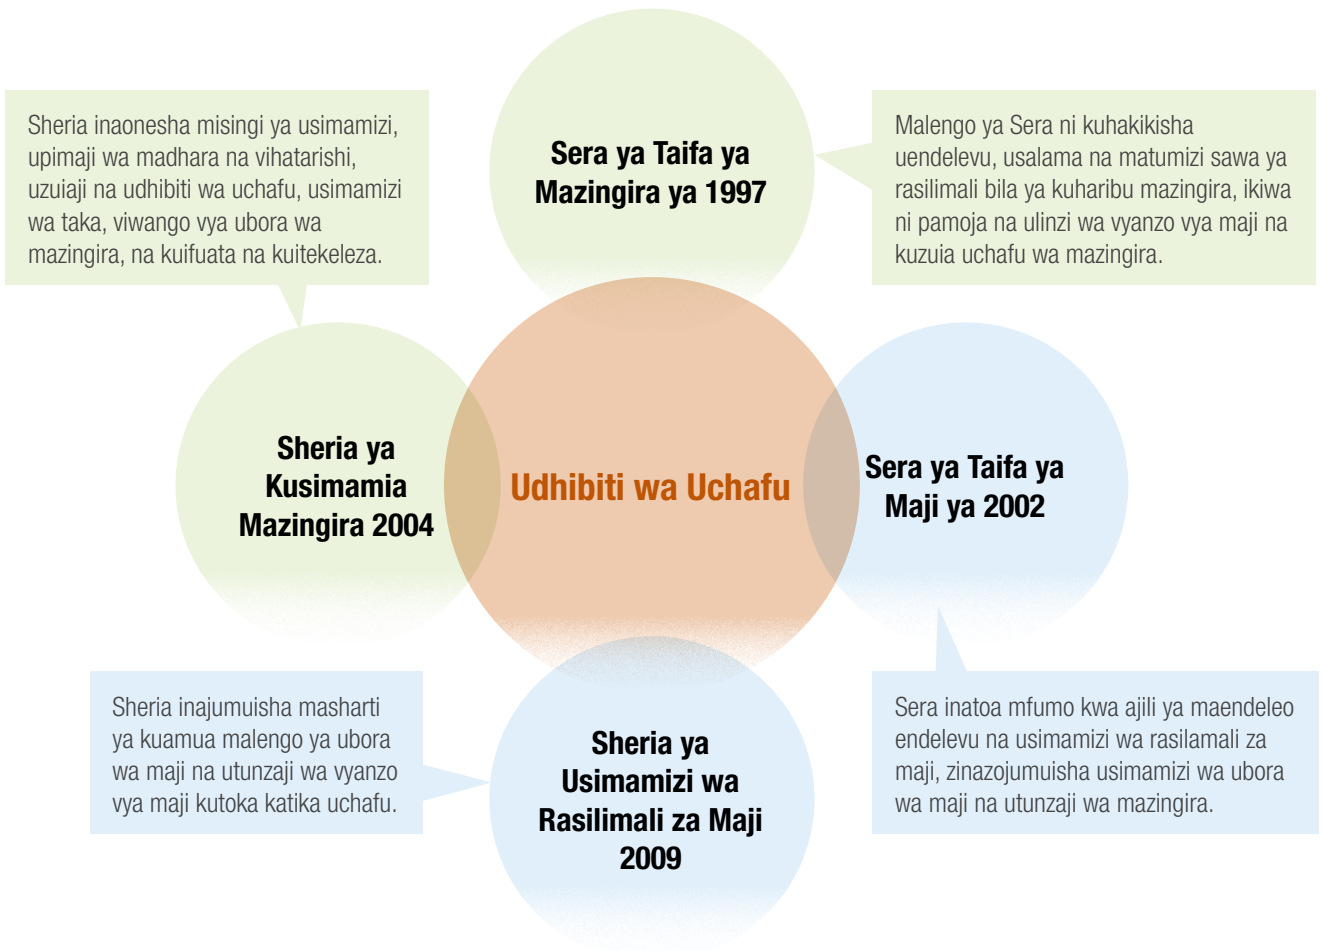 Sheria inaonesha misingi ya usimamizi,
upimaji wa madhara na vihatarishi,
uzuiaji na udhibiti wa uchafu, usimamizi
wa taka, viwango vya ubora wa
mazingira, na kuifuata na kuitekeleza.
Sera ya Taifa ya
Mazingira ya 1997
Malengo ya Sera ni kuhakikisha
uendelevu, usalama na matumizi sawa ya
rasilimali bila ya kuharibu mazingira, ikiwa
ni pamoja na ulinzi wa vyanzo vya maji na
kuzuia uchafu wa mazingira.
Sheria ya
Kusimamia
Mazingira 2004
Udhibiti wa Uchafu
Sera ya Taifa ya
Maji ya 2002
Sheria inajumuisha masharti
ya kuamua malengo ya ubora
wa maji na utunzaji wa vyanzo
vya maji kutoka katika uchafu.
Sheria ya
Usimamizi wa
Rasilimali za Maji
2009
Sera inatoa mfumo kwa ajili ya maendeleo
endelevu na usimamizi wa rasilamali za
maji, zinazojumuisha usimamizi wa ubora
wa maji na utunzaji wa mazingira.